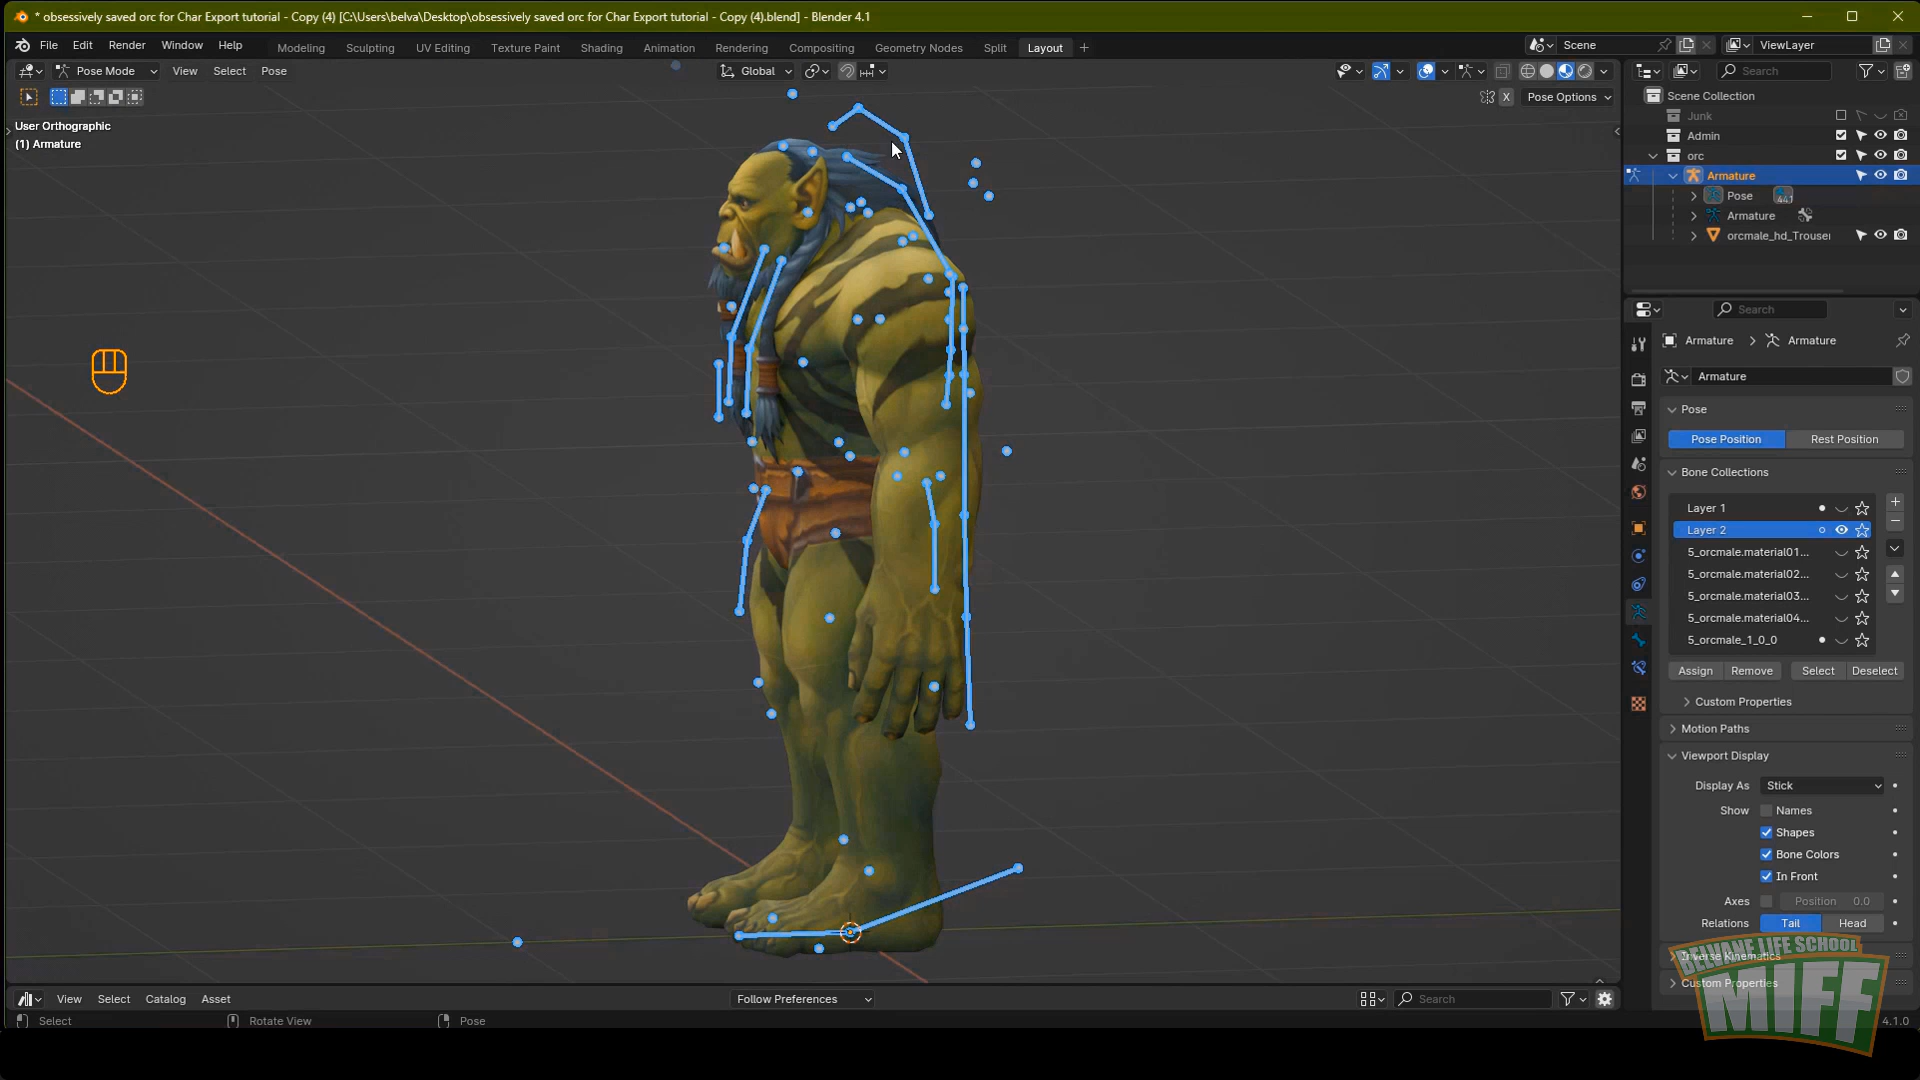 * obsessively saved orc for Char Export tutorial - Copy (4) [C:\Users\belva\Desktop\obsessively saved orc for Char Export tutorial - Copy (4).blend] - Blender 4.1
File Edit Render Window Help Modeling Sculpting UV Editing Texture Paint Shading Animation Rendering Compositing Geometry Nodes Split Layout + Scene ViewLayer
Pose Mode View Select Pose Global Search
X Pose Options
Scene Collection
User Orthographic
(1) Armature
Junk
Admin
orc
Armature
Pose 441
Armature
orcmale_hd_Trouser
Search
Armature > Armature
Armature
Pose
Pose Position Rest Position
Bone Collections
Layer 1
Layer 2
5_orcmale.material01...
5_orcmale.material02...
5_orcmale.material03...
5_orcmale.material04...
5_orcmale_1_0_0
Assign Remove Select Deselect
Custom Properties
Motion Paths
Viewport Display
Display As Stick
Show Names
Shapes
Bone Colors
In Front
Axes Position 0.0
Relations Tail Head
BELVANE LIFE SCHOOL
Inverse Kinematics
Custom Properties
MIFF
View Select Catalog Asset Follow Preferences Search
Select Rotate View Pose 4.1.0